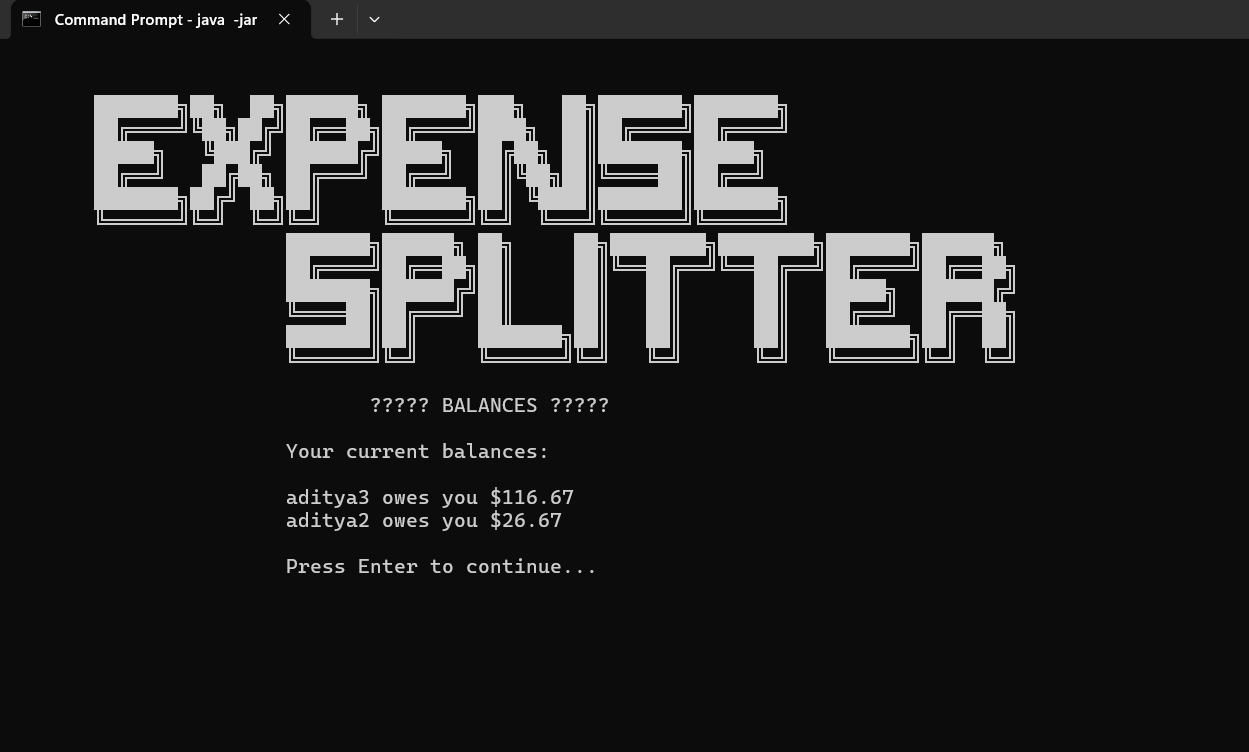 Command Prompt - java -jar
EXPENSE
SPLITTER
????? BALANCES ?????
Your current balances:
aditya3 owes you $116.67
aditya2 owes you $26.67
Press Enter to continue...